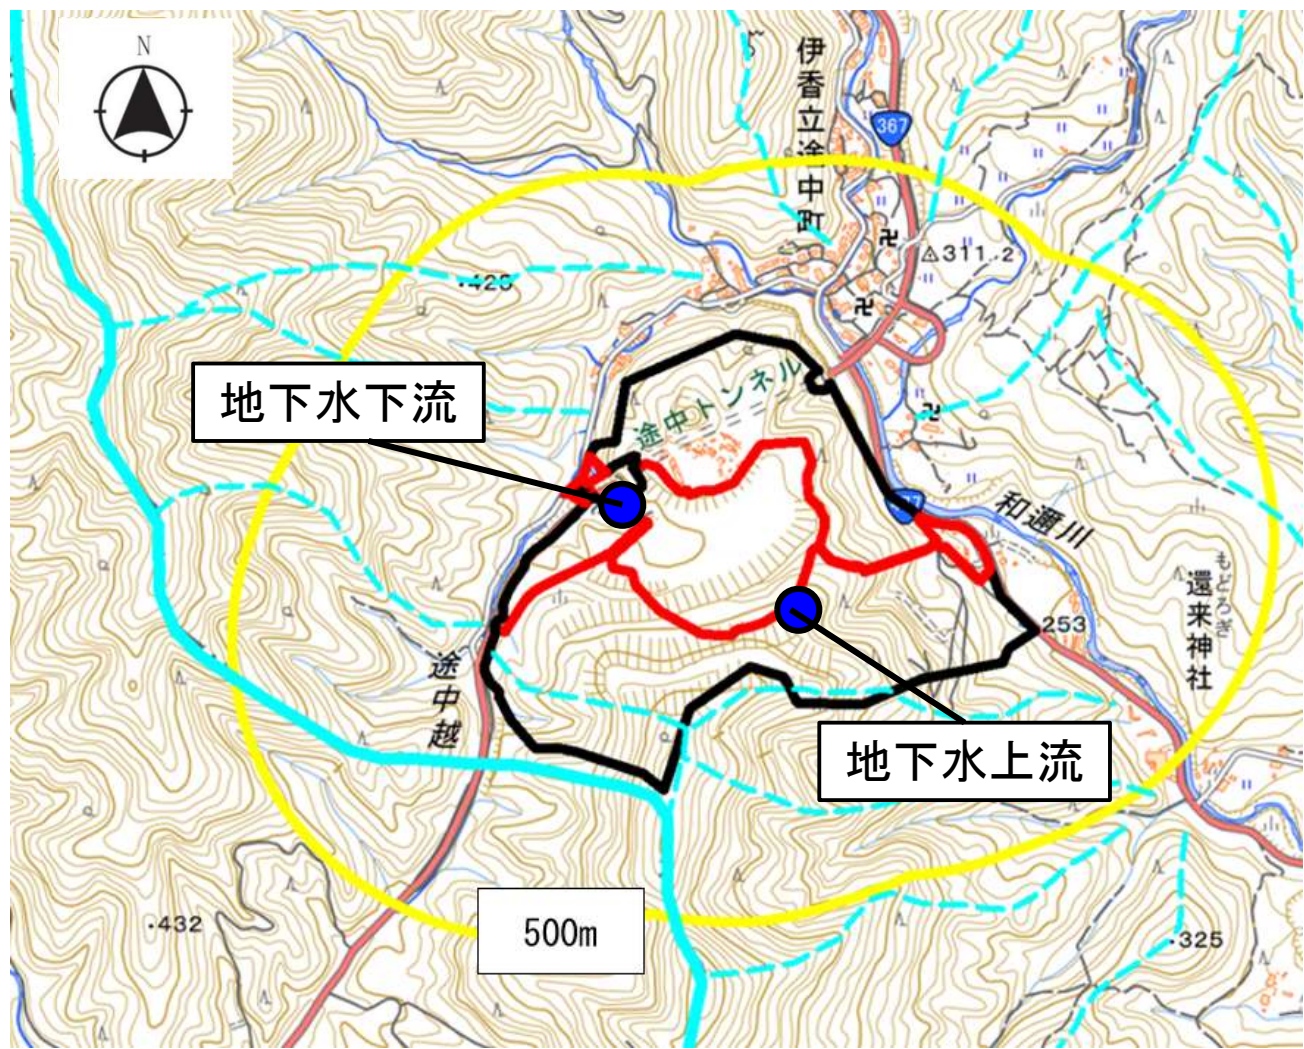 N
伊香立途中町
367
311.2
425
地下水下流
途中トンネル
和邇川
もどろぎ
還来神社
253
途中越
地下水上流
500m
432
325